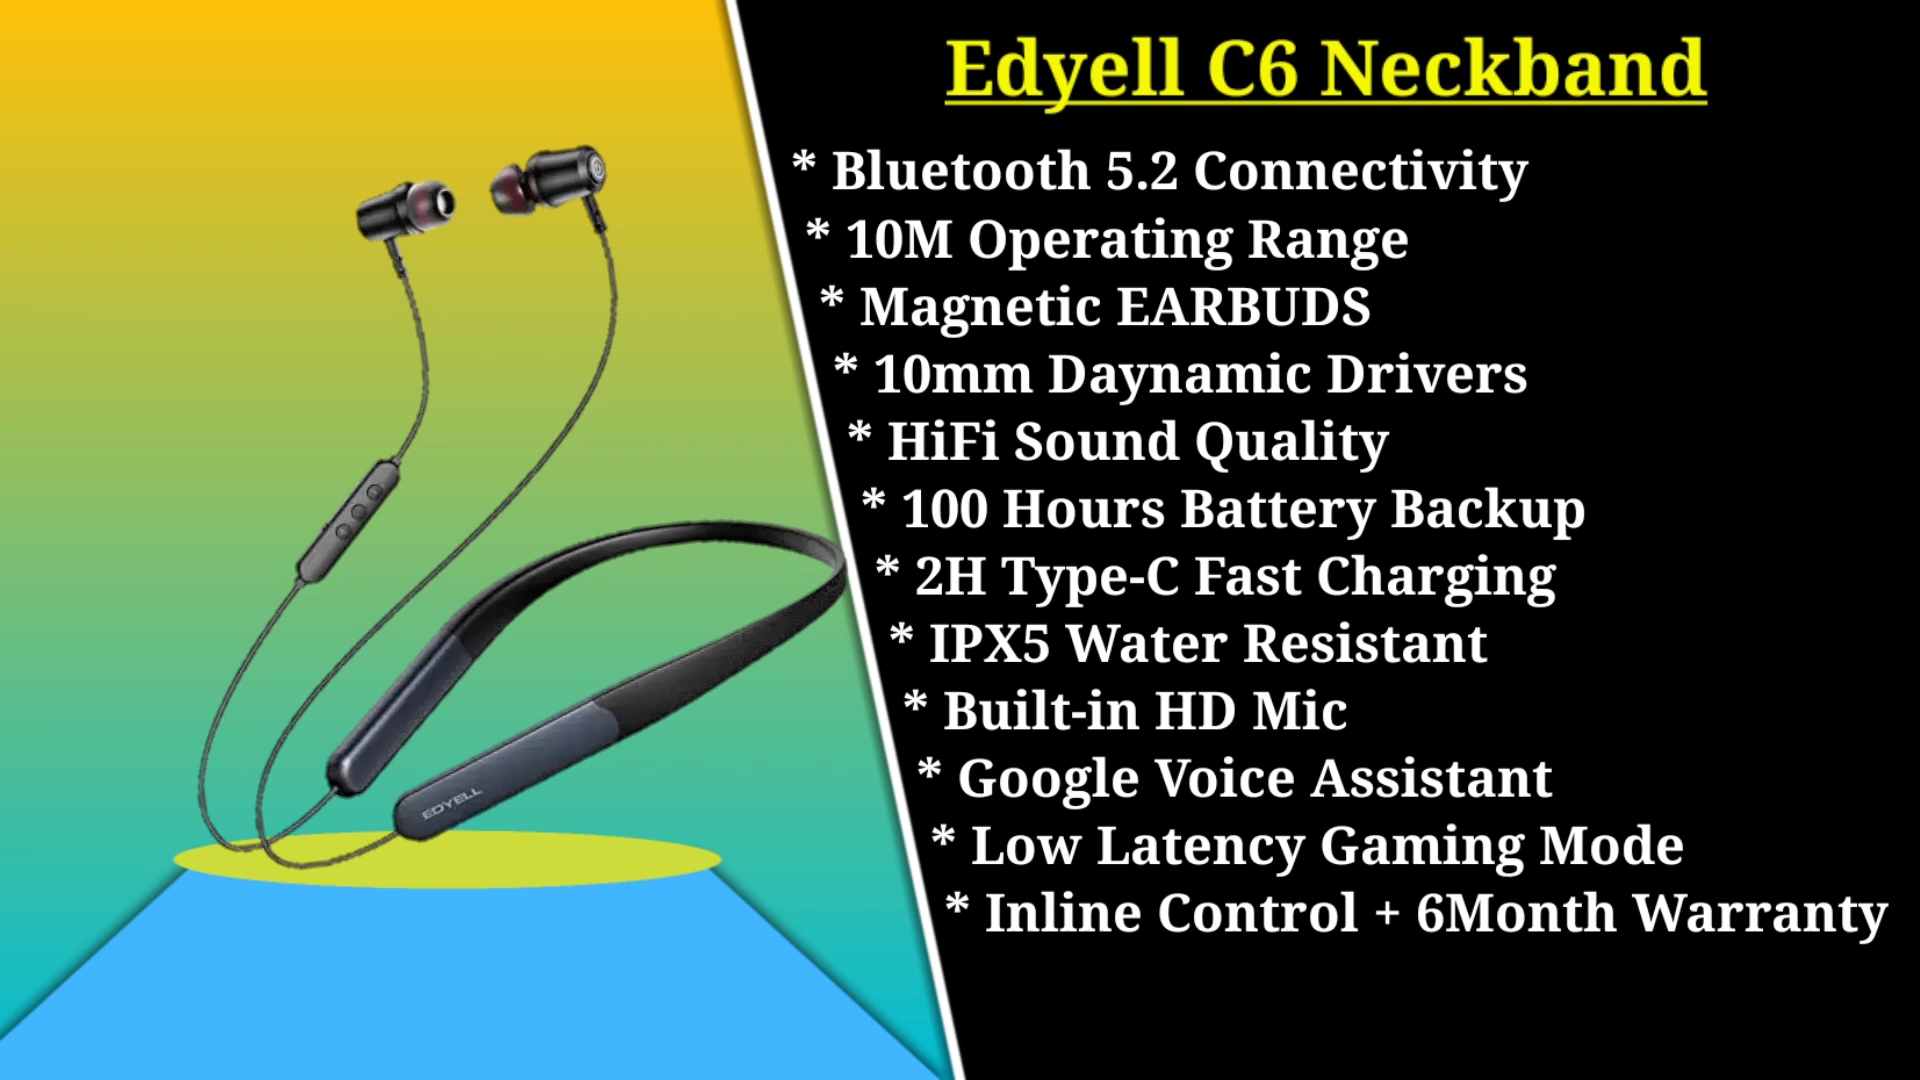 Edyell C6 Neckband
* Bluetooth 5.2 Connectivity
* 10M Operating Range
* Magnetic EARBUDS
* 10mm Daynamic Drivers
* HiFi Sound Quality
* 100 Hours Battery Backup
* 2H Type-C Fast Charging
* IPX5 Water Resistant
* Built-in HD Mic
* Google Voice Assistant
* Low Latency Gaming Mode
* Inline Control + 6Month Warranty
EDYELL